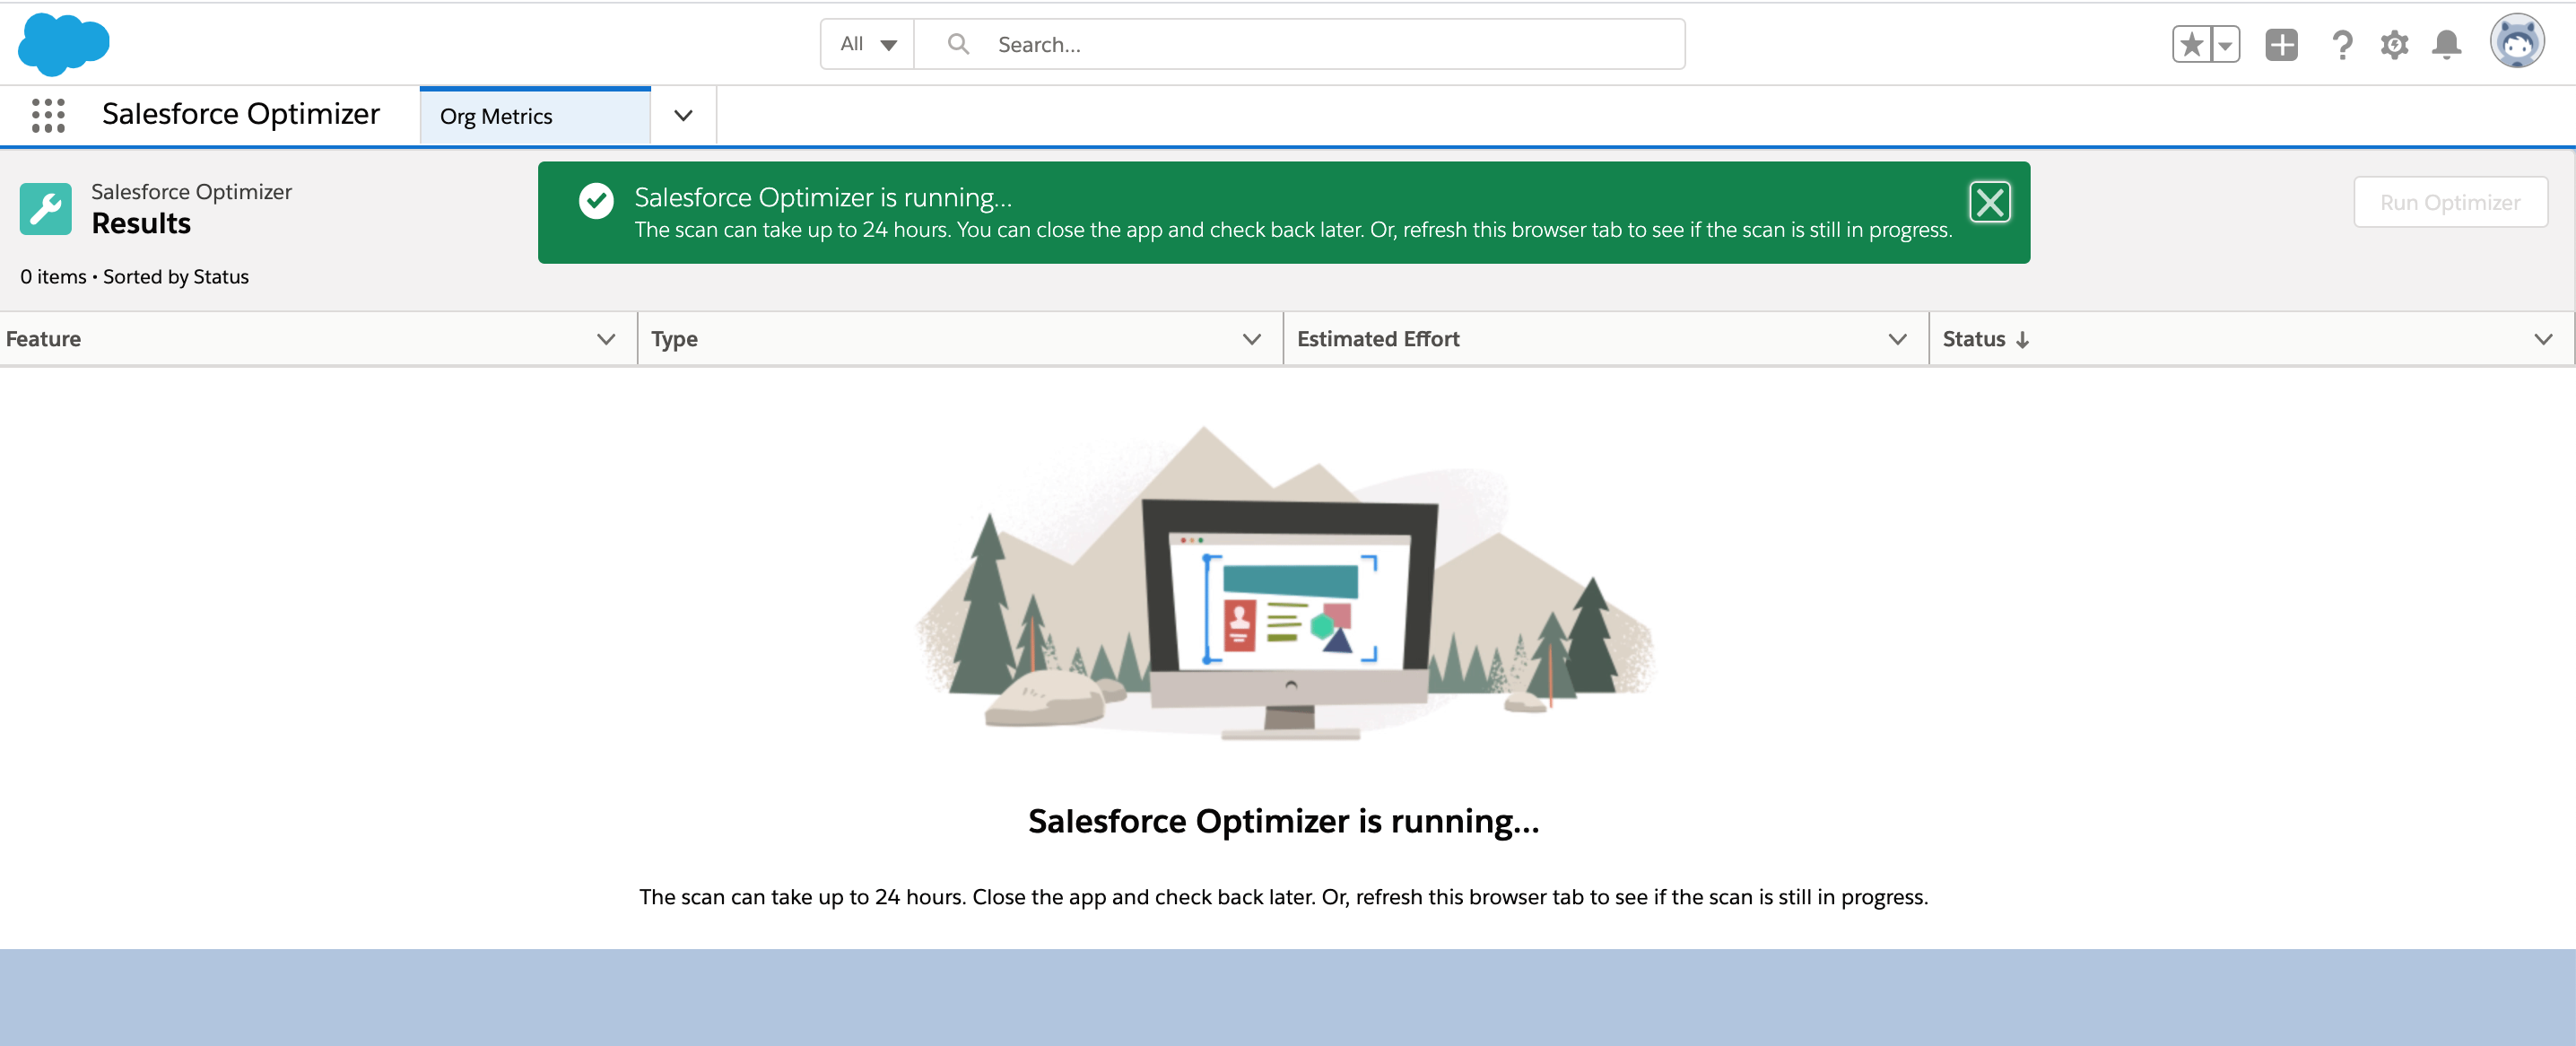 All
Search...
Salesforce Optimizer
Org Metrics
Salesforce Optimizer
Results
Salesforce Optimizer is running...
The scan can take up to 24 hours. You can close the app and check back later. Or, refresh this browser tab to see if the scan is still in progress.
Run Optimizer
0 items • Sorted by Status
Feature
Type
Estimated Effort
Status
Salesforce Optimizer is running...
The scan can take up to 24 hours. Close the app and check back later. Or, refresh this browser tab to see if the scan is still in progress.